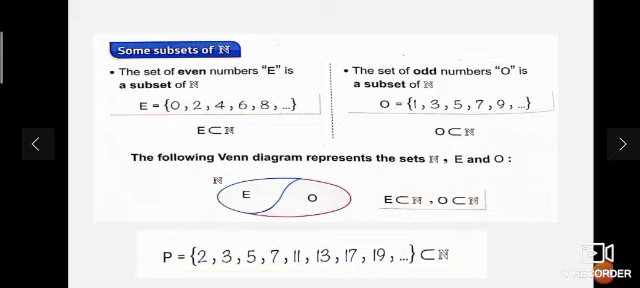 Some subsets of ℕ
• The set of even numbers "E" is
a subset of ℕ
E = {0 , 2 , 4 , 6 , 8 , ...}
E ⊂ ℕ
• The set of odd numbers "O" is
a subset of ℕ
O = {1 , 3 , 5 , 7 , 9 , ...}
O ⊂ ℕ
The following Venn diagram represents the sets ℕ , E and O :
ℕ
E
O
E ⊂ ℕ , O ⊂ ℕ
P = {2 , 3 , 5 , 7 , 11 , 13 , 17 , 19 , ...} ⊂ ℕ
V RECORDER